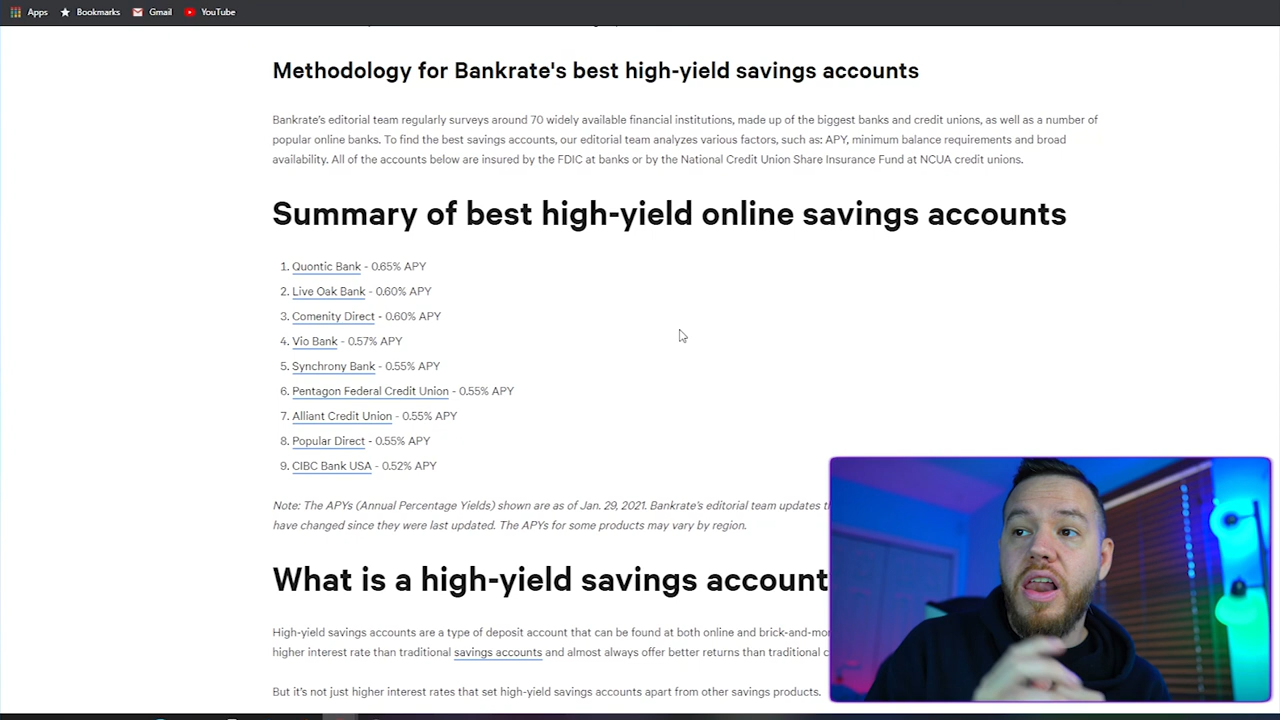 Apps Bookmarks Gmail YouTube
Methodology for Bankrate's best high-yield savings accounts
Bankrate's editorial team regularly surveys around 70 widely available financial institutions, made up of the biggest banks and credit unions, as well as a number of
popular online banks. To find the best savings accounts, our editorial team analyzes various factors, such as: APY, minimum balance requirements and broad
availability. All of the accounts below are insured by the FDIC at banks or by the National Credit Union Share Insurance Fund at NCUA credit unions.
Summary of best high-yield online savings accounts
1. Quontic Bank - 0.65% APY
2. Live Oak Bank - 0.60% APY
3. Comenity Direct - 0.60% APY
4. Vio Bank - 0.57% APY
5. Synchrony Bank - 0.55% APY
6. Pentagon Federal Credit Union - 0.55% APY
7. Alliant Credit Union - 0.55% APY
8. Popular Direct - 0.55% APY
9. CIBC Bank USA - 0.52% APY
Note: The APYs (Annual Percentage Yields) shown are as of Jan. 29, 2021. Bankrate's editorial team updates
have changed since they were last updated. The APYs for some products may vary by region.
What is a high-yield savings account
High-yield savings accounts are a type of deposit account that can be found at both online and brick-and-mor
higher interest rate than traditional savings accounts and almost always offer better returns than traditional
But it's not just higher interest rates that set high-yield savings accounts apart from other savings products.